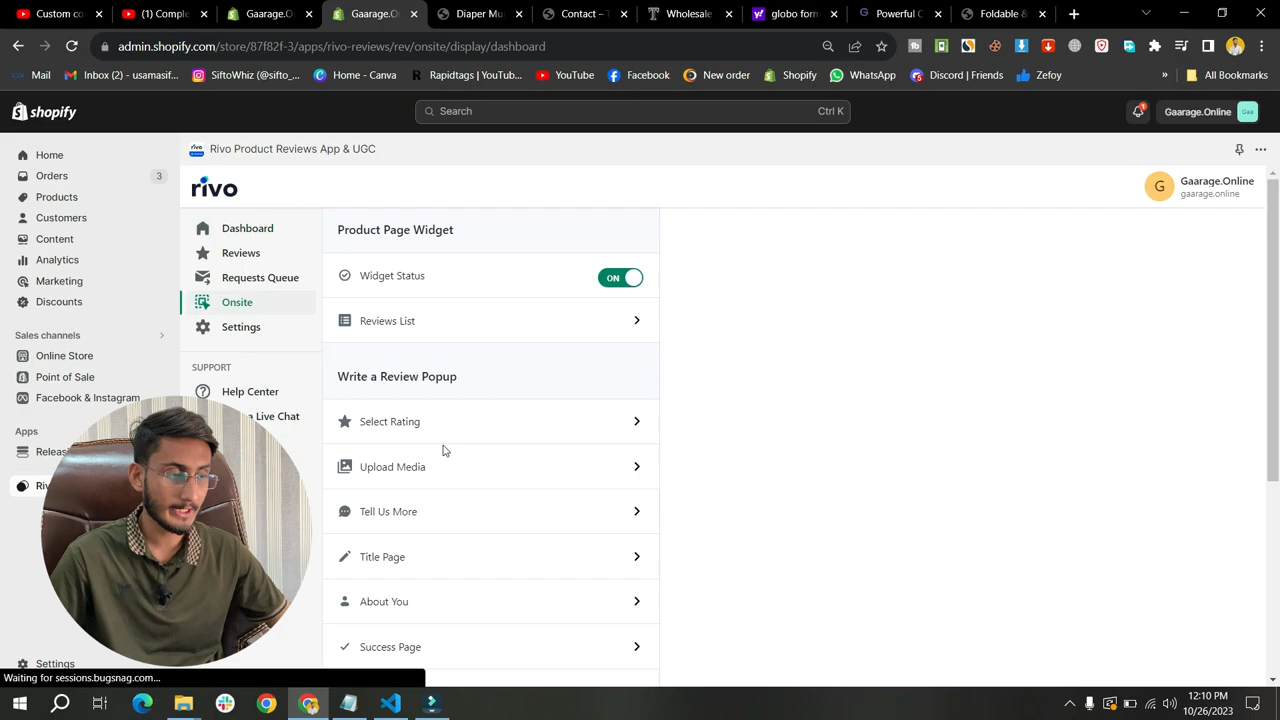 Custom co
(1) Comple
Gaarage.O
Gaarage.O
Diaper Mu
Contact – T
Wholesale
globo form
Powerful C
Foldable &
admin.shopify.com/store/87f82f-3/apps/rivo-reviews/rev/onsite/display/dashboard
Mail
Inbox (2) - usamasif...
Instagram (@sifto_...
Home - Canva
Rapidtags | YouTub...
YouTube
Facebook
New order
Shopify
WhatsApp
Discord | Friends
Zefoy
»
All Bookmarks
shopify
Search
Ctrl K
1
Gaarage.Online
Gaa
Home
Orders
3
Products
Customers
Content
Analytics
Marketing
Discounts
Sales channels
Online Store
Point of Sale
Facebook & Instagram
Apps
Releas
Riv
Settings
Rivo Product Reviews App & UGC
rivo
G
Gaarage.Online
gaarage.online
Dashboard
Reviews
Requests Queue
Onsite
Settings
SUPPORT
Help Center
a Live Chat
Product Page Widget
Widget Status
ON
Reviews List
Write a Review Popup
Select Rating
Upload Media
Tell Us More
Title Page
About You
Success Page
Waiting for sessions.bugsnag.com...
12:10 PM
10/26/2023